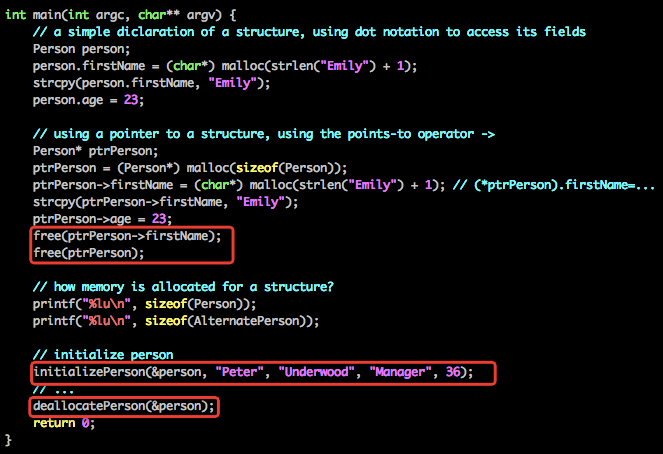 int main(int argc, char** argv) {
    // a simple diclaration of a structure, using dot notation to access its fields
    Person person;
    person.firstName = (char*) malloc(strlen("Emily") + 1);
    strcpy(person.firstName, "Emily");
    person.age = 23;

    // using a pointer to a structure, using the points-to operator ->
    Person* ptrPerson;
    ptrPerson = (Person*) malloc(sizeof(Person));
    ptrPerson->firstName = (char*) malloc(strlen("Emily") + 1); // (*ptrPerson).firstName=...
    strcpy(ptrPerson->firstName, "Emily");
    ptrPerson->age = 23;
    free(ptrPerson->firstName);
    free(ptrPerson);

    // how memory is allocated for a structure?
    printf("%lu\n", sizeof(Person));
    printf("%lu\n", sizeof(AlternatePerson));

    // initialize person
    initializePerson(&person, "Peter", "Underwood", "Manager", 36);
    // ...
    deallocatePerson(&person);
    return 0;
}